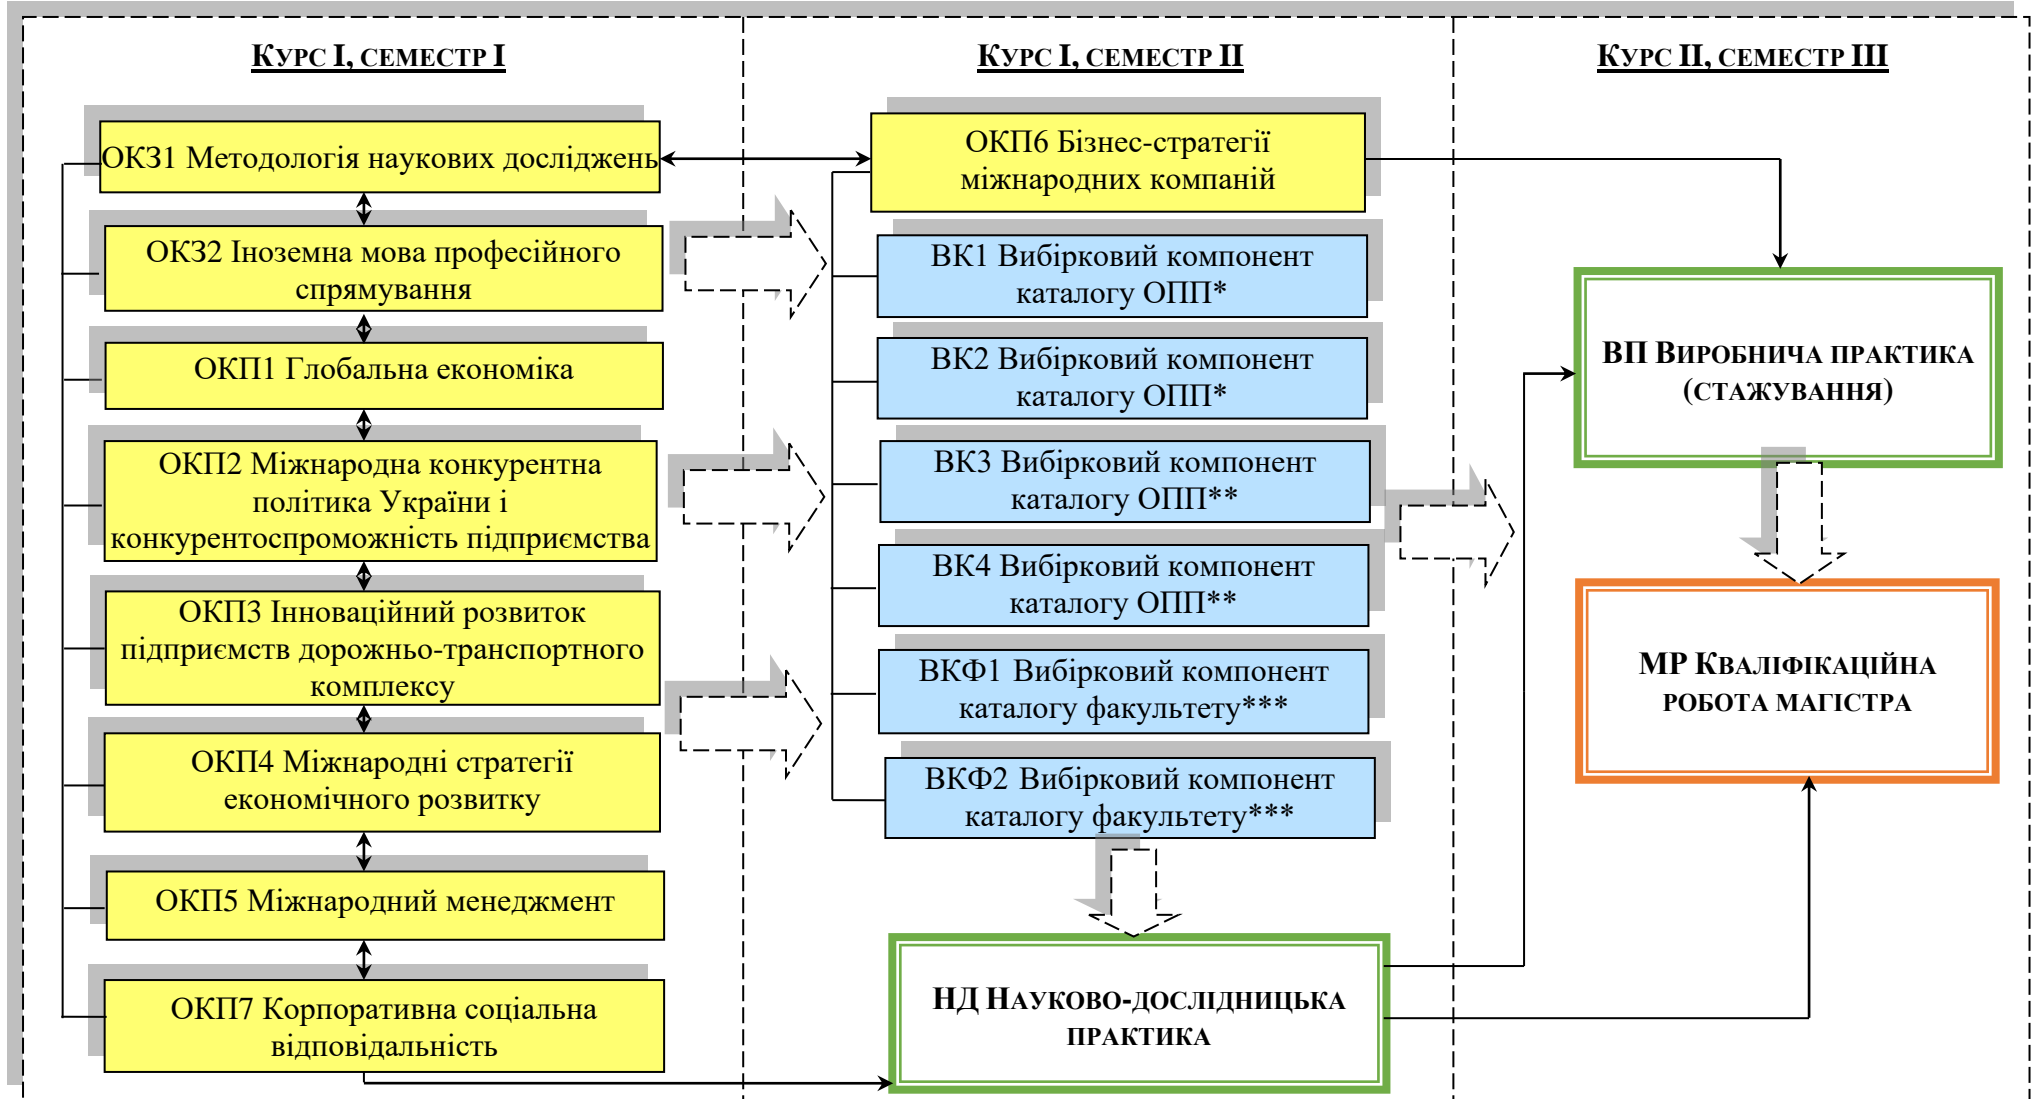 КУРС І, СЕМЕСТР І
ОКЗ1 Методологія наукових досліджень
ОКЗ2 Іноземна мова професійного
спрямування
ОКП1 Глобальна економіка
ОКП2 Міжнародна конкурентна
політика України і
конкурентоспроможність підприємства
ОКП3 Інноваційний розвиток
підприємств дорожньо-транспортного
комплексу
ОКП4 Міжнародні стратегії
економічного розвитку
ОКП5 Міжнародний менеджмент
ОКП7 Корпоративна соціальна
відповідальність
КУРС І, СЕМЕСТР ІІ
ОКП6 Бізнес-стратегії
міжнародних компаній
ВК1 Вибірковий компонент
каталогу ОПП*
ВК2 Вибірковий компонент
каталогу ОПП*
ВК3 Вибірковий компонент
каталогу ОПП**
ВК4 Вибірковий компонент
каталогу ОПП**
ВКФ1 Вибірковий компонент
каталогу факультету***
ВКФ2 Вибірковий компонент
каталогу факультету***
НД НАУКОВО-ДОСЛІДНИЦЬКА
ПРАКТИКА
КУРС ІІ, СЕМЕСТР ІІІ
ВП ВИРОБНИЧА ПРАКТИКА
(СТАЖУВАННЯ)
МР КВАЛІФІКАЦІЙНА
РОБОТА МАГІСТРА